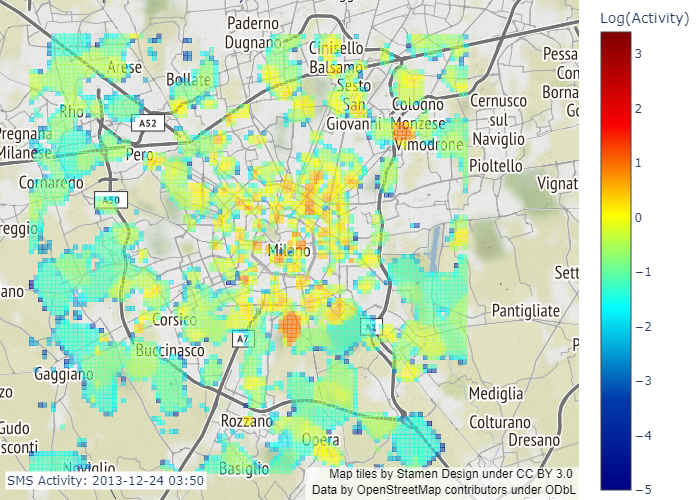 Log(Activity)
3
2
1
0
−1
−2
−3
−4
−5
Paderno
Dugnano
Cinisello
Balsamo
Arese
Bollate
Sesto
San
Giovanni
Cologno
Monzese
Cernusco
sul
Naviglio
Pessa
Con
Borna
Go
Rho
A52
Pregnana
Milanese
Pero
Vimodrone
Pioltello
Cornaredo
A50
Vignat
reggio
Milano
Sett
ano
Pantigliate
Corsico
A7
A1
Buccinasco
P
Gaggiano
Mediglia
zo
Rozzano
Colturano
Gudo
Dresano
sconti
Opera
Noviglio
Basiglio
SMS Activity: 2013-12-24 03:50
Map tiles by Stamen Design under CC BY 3.0
Data by OpenStreetMap contributors under ODbL